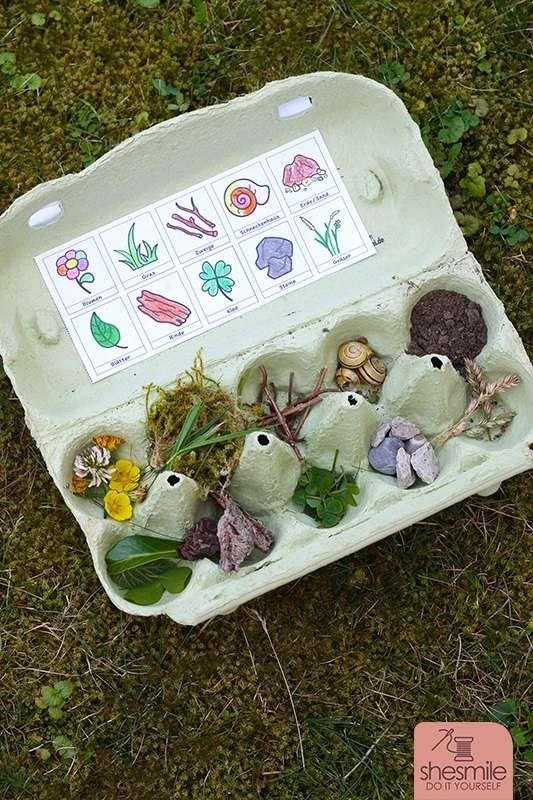 Blumen
Gras
Zweige
Schneckenhaus
Erde/Sand
Blätter
Rinde
Klee
Steine
Gräser
shesmile
DO IT YOURSELF